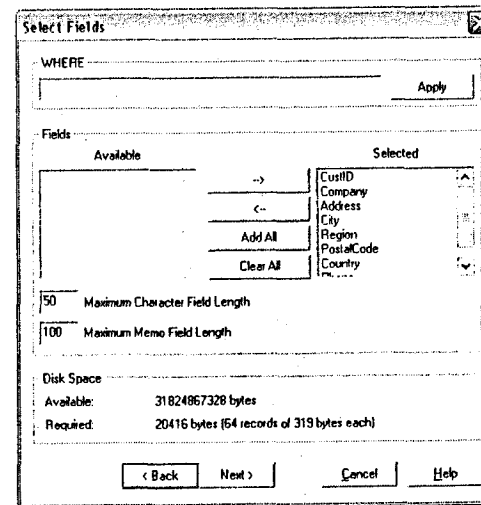 Select Fields
WHERE
Apply
Fields
Available
Selected
-->
<--
Add All
Clear All
CustID
Company
Address
City
Region
PostalCode
Country
Phone
50 Maximum Character Field Length
100 Maximum Memo Field Length
Disk Space
Available: 31824867328 bytes
Required: 20416 bytes (64 records of 319 bytes each)
< Back Next > Cancel Help